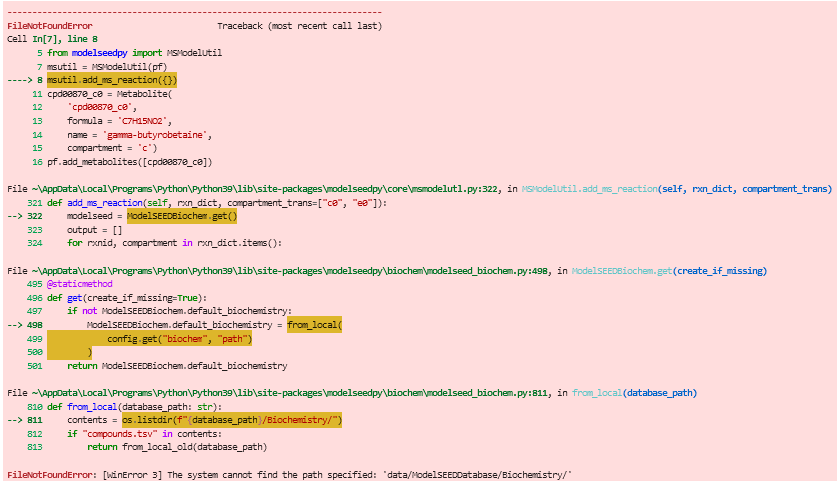 ---------------------------------------------------------------------------
FileNotFoundError                         Traceback (most recent call last)
Cell In[7], line 8
      5 from modelseedpy import MSModelUtil
      7 msutil = MSModelUtil(pf)
----> 8 msutil.add_ms_reaction({})
     11 cpd00870_c0 = Metabolite(
     12     'cpd00870_c0',
     13     formula = 'C7H15NO2',
     14     name = 'gamma-butyrobetaine',
     15     compartment = 'c')
     16 pf.add_metabolites([cpd00870_c0])
File ~\AppData\Local\Programs\Python\Python39\lib\site-packages\modelseedpy\core\msmodelutl.py:322, in MSModelUtil.add_ms_reaction(self, rxn_dict, compartment_trans)
    321 def add_ms_reaction(self, rxn_dict, compartment_trans=["c0", "e0"]):
--> 322     modelseed = ModelSEEDBiochem.get()
    323     output = []
    324     for rxnid, compartment in rxn_dict.items():
File ~\AppData\Local\Programs\Python\Python39\lib\site-packages\modelseedpy\biochem\modelseed_biochem.py:498, in ModelSEEDBiochem.get(create_if_missing)
    495 @staticmethod
    496 def get(create_if_missing=True):
    497     if not ModelSEEDBiochem.default_biochemistry:
--> 498         ModelSEEDBiochem.default_biochemistry = from_local(
    499             config.get("biochem", "path")
    500         )
    501     return ModelSEEDBiochem.default_biochemistry
File ~\AppData\Local\Programs\Python\Python39\lib\site-packages\modelseedpy\biochem\modelseed_biochem.py:811, in from_local(database_path)
    810 def from_local(database_path: str):
--> 811     contents = os.listdir(f"{database_path}/Biochemistry/")
    812     if "compounds.tsv" in contents:
    813         return from_local_old(database_path)
FileNotFoundError: [WinError 3] The system cannot find the path specified: 'data/ModelSEEDDatabase/Biochemistry/'